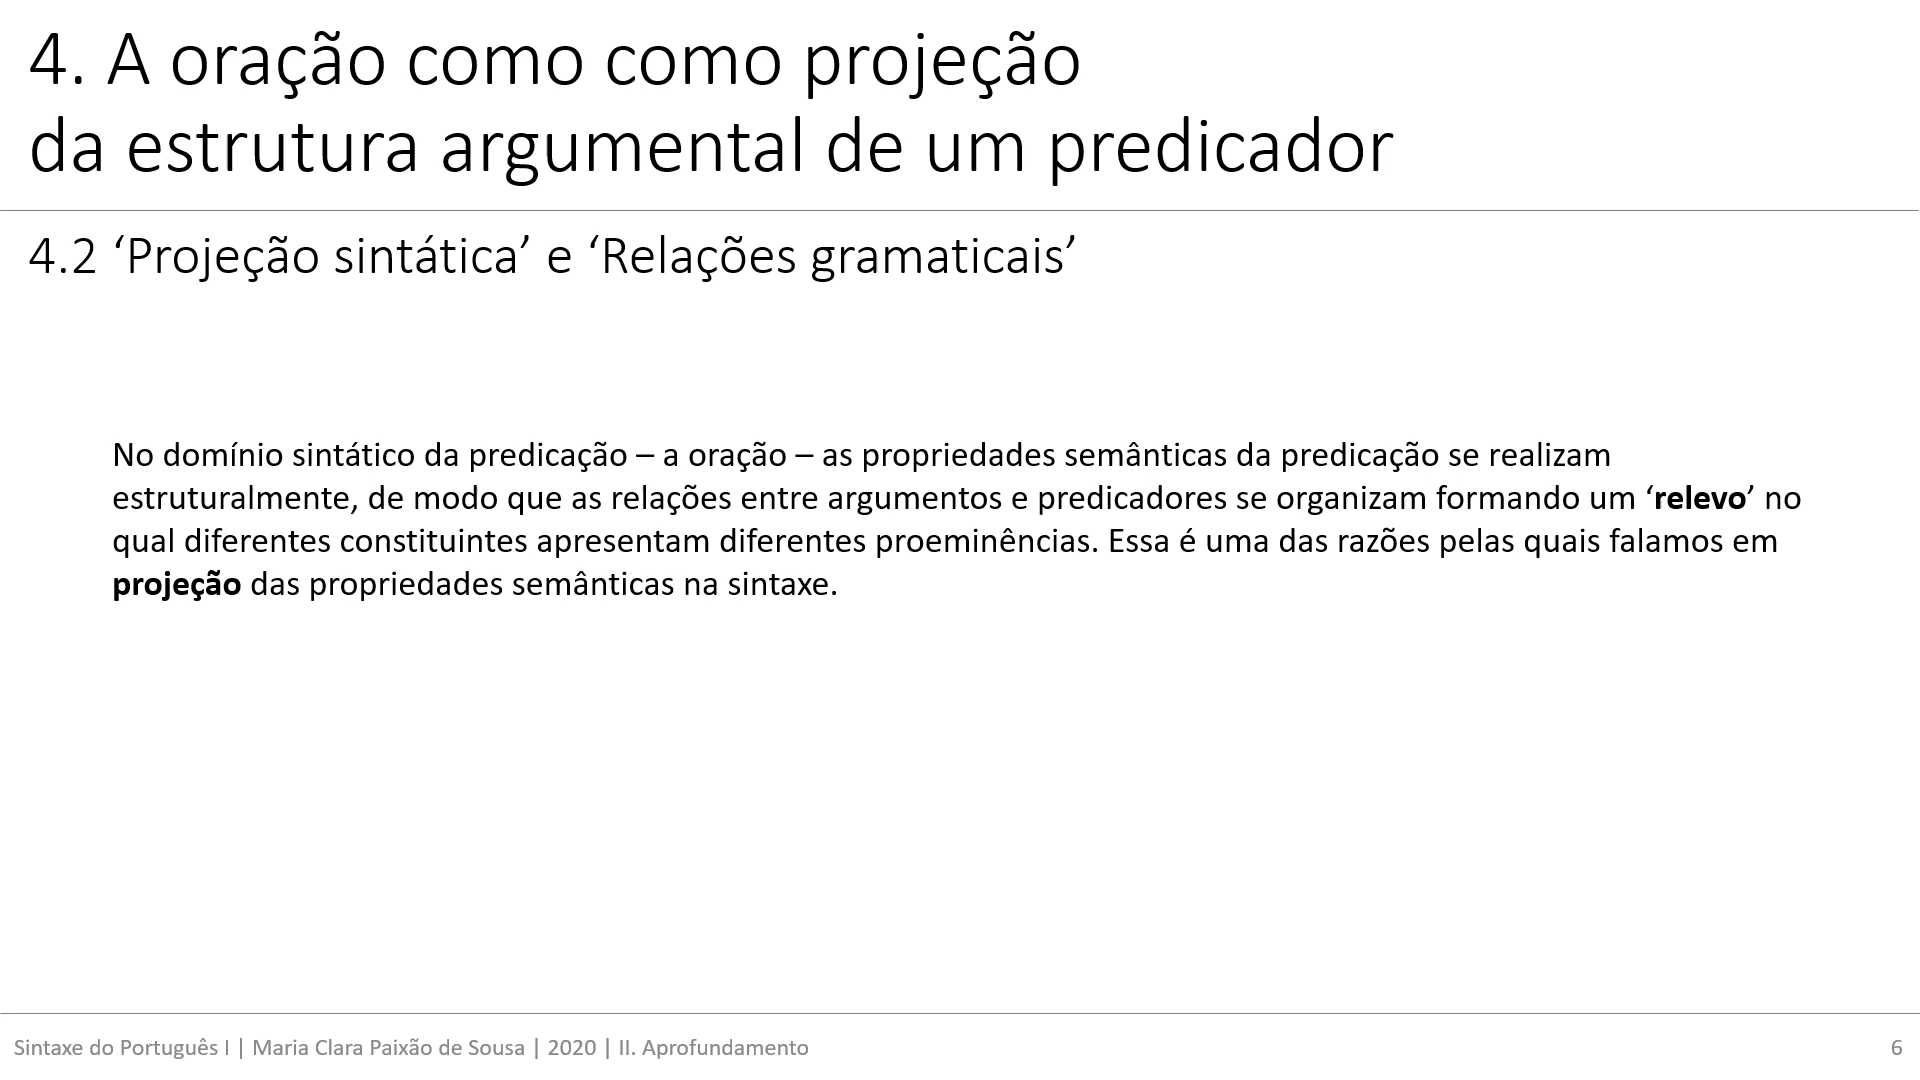 4. A oração como como projeção
da estrutura argumental de um predicador
4.2 ‘Projeção sintática’ e ‘Relações gramaticais’
No domínio sintático da predicação – a oração – as propriedades semânticas da predicação se realizam
estruturalmente, de modo que as relações entre argumentos e predicadores se organizam formando um ‘relevo’ no
qual diferentes constituintes apresentam diferentes proeminências. Essa é uma das razões pelas quais falamos em
projeção das propriedades semânticas na sintaxe.
Sintaxe do Português I | Maria Clara Paixão de Sousa | 2020 | II. Aprofundamento
6